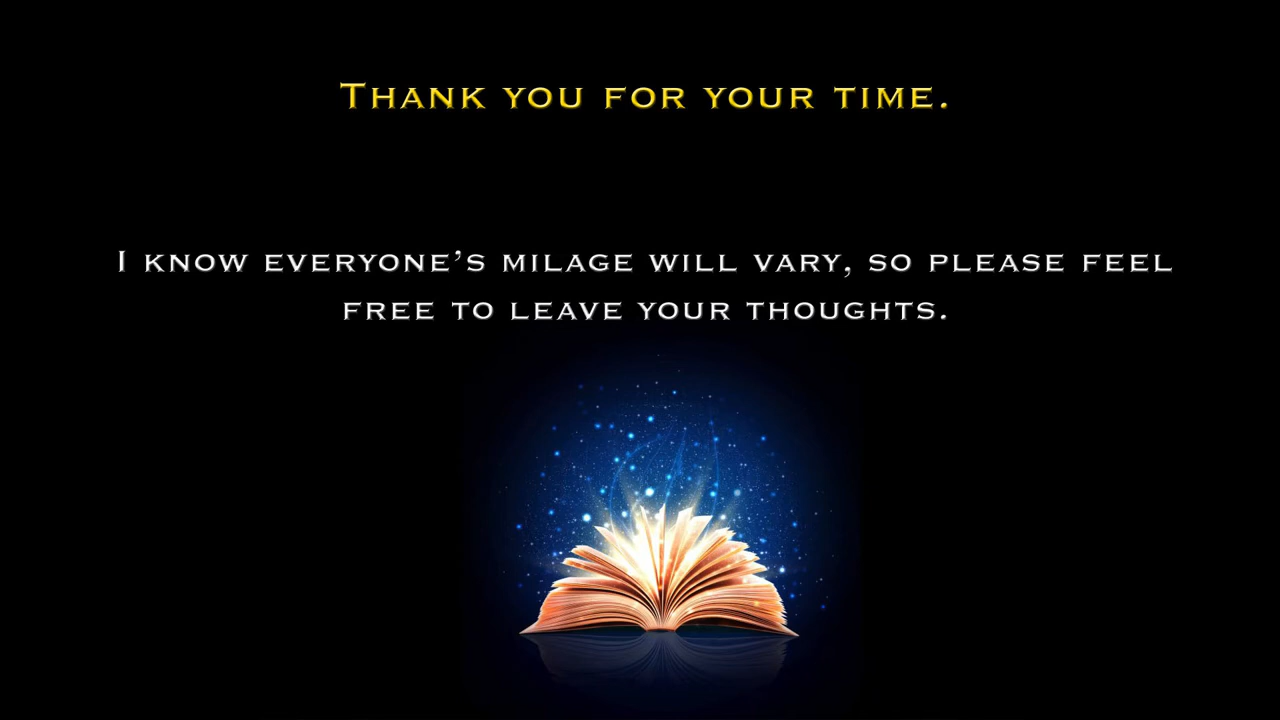 Thank you for your time.
I know everyone’s milage will vary, so please feel
free to leave your thoughts.